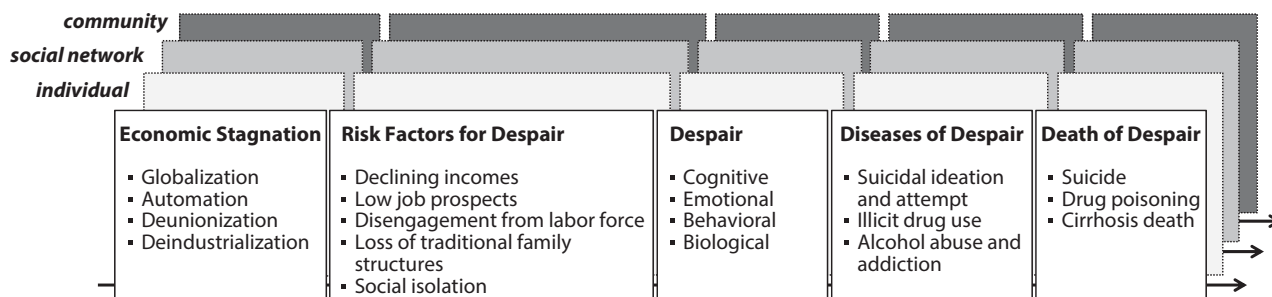 community
social network
individual
Economic Stagnation
▪ Globalization
▪ Automation
▪ Deunionization
▪ Deindustrialization
Risk Factors for Despair
▪ Declining incomes
▪ Low job prospects
▪ Disengagement from labor force
▪ Loss of traditional family
structures
▪ Social isolation
Despair
▪ Cognitive
▪ Emotional
▪ Behavioral
▪ Biological
Diseases of Despair
▪ Suicidal ideation
and attempt
▪ Illicit drug use
▪ Alcohol abuse and
addiction
Death of Despair
▪ Suicide
▪ Drug poisoning
▪ Cirrhosis death